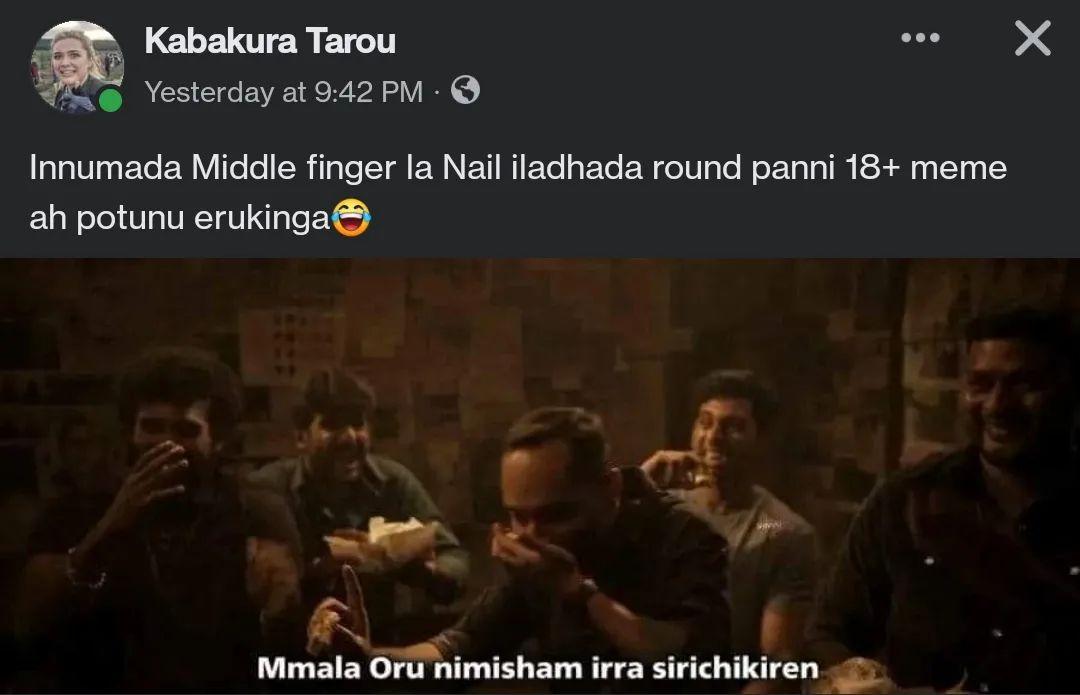 Kabakura Tarou
Yesterday at 9:42 PM ·
Innumada Middle finger la Nail iladhada round panni 18+ meme
ah potunu erukinga😂
Mmala Oru nimisham irra sirichikiren